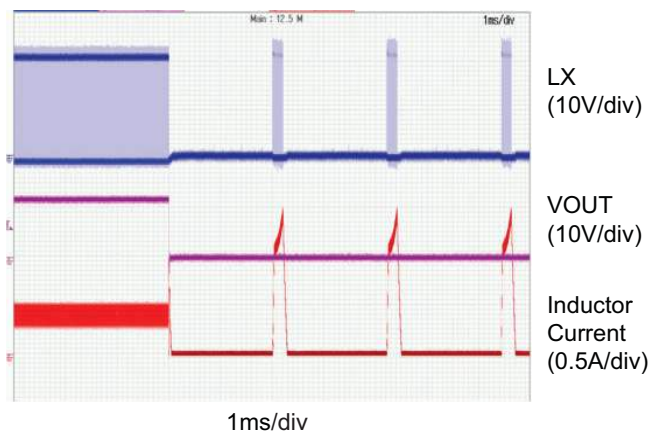 Main : 12.5 M
1ms/div
LX
(10V/div)
VOUT
(10V/div)
Inductor
Current
(0.5A/div)
1ms/div